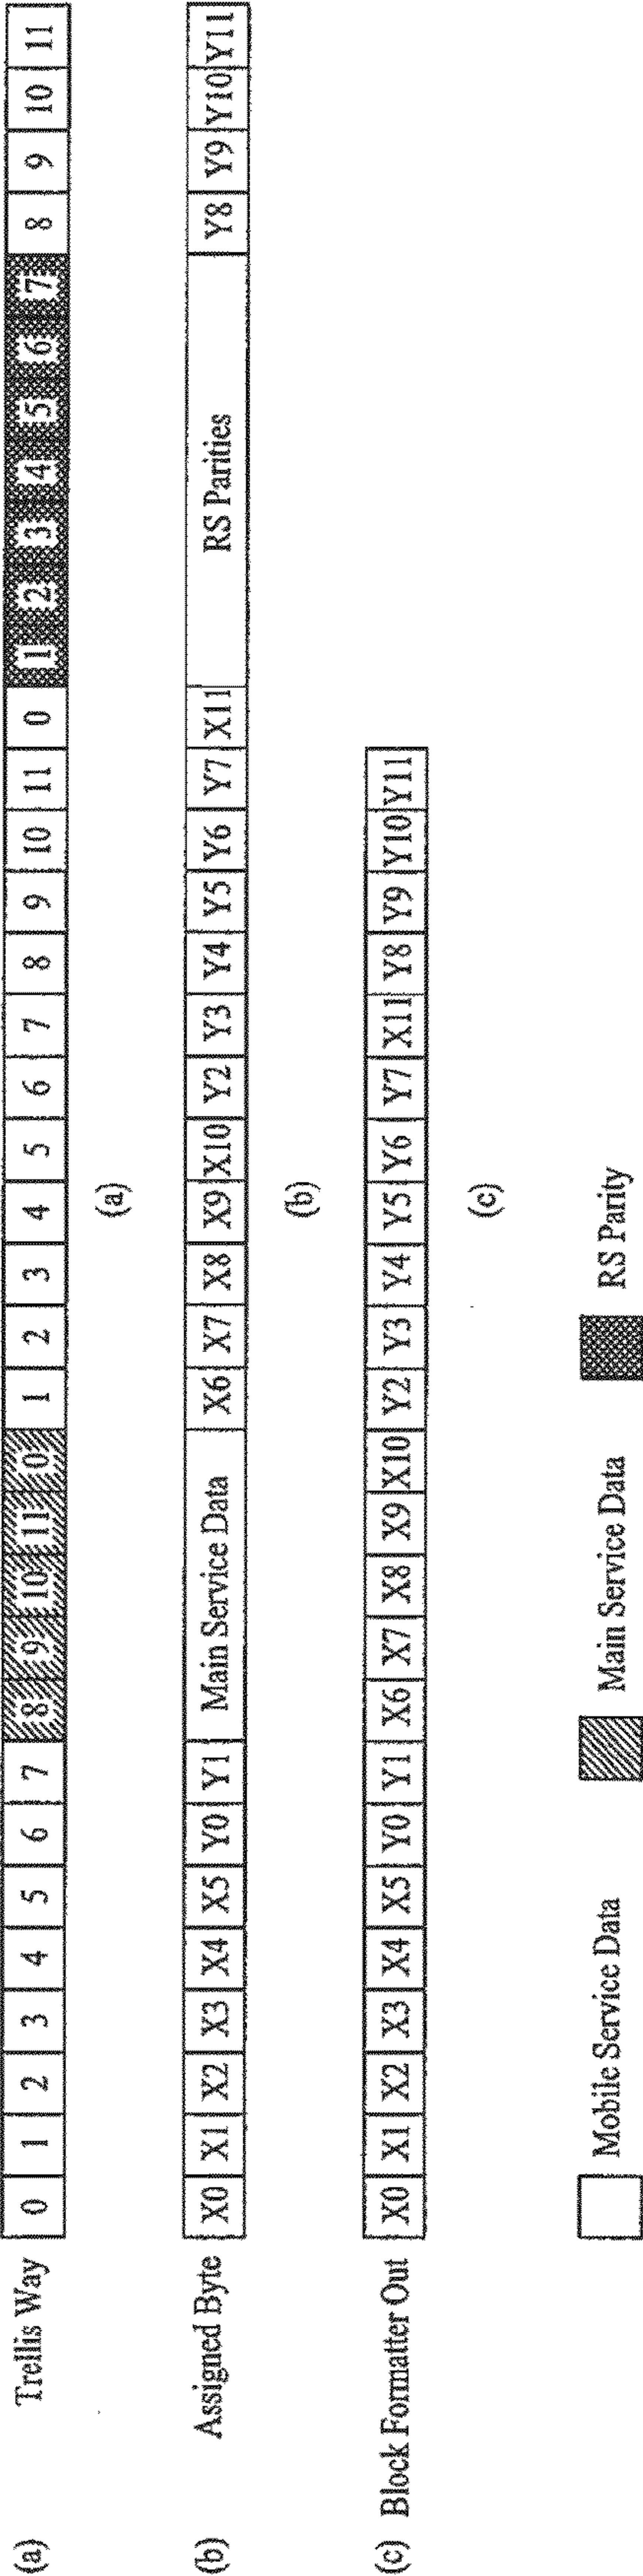 (a) Trellis Way 0 1 2 3 4 5 6 7 8 9 10 11 0 1 2 3 4 5 6 7 8 9 10 11 0 1 2 3 4 5 6 7 8 9 10 11
(a)
(b) Assigned Byte X0 X1 X2 X3 X4 X5 Y0 Y1 Main Service Data X6 X7 X8 X9 X10 Y2 Y3 Y4 Y5 Y6 Y7 X11 RS Parities Y8 Y9 Y10 Y11
(b)
(c) Block Formatter Out X0 X1 X2 X3 X4 X5 Y0 Y1 X6 X7 X8 X9 X10 Y2 Y3 Y4 Y5 Y6 Y7 X11 Y8 Y9 Y10 Y11
(c)
Mobile Service Data Main Service Data RS Parity